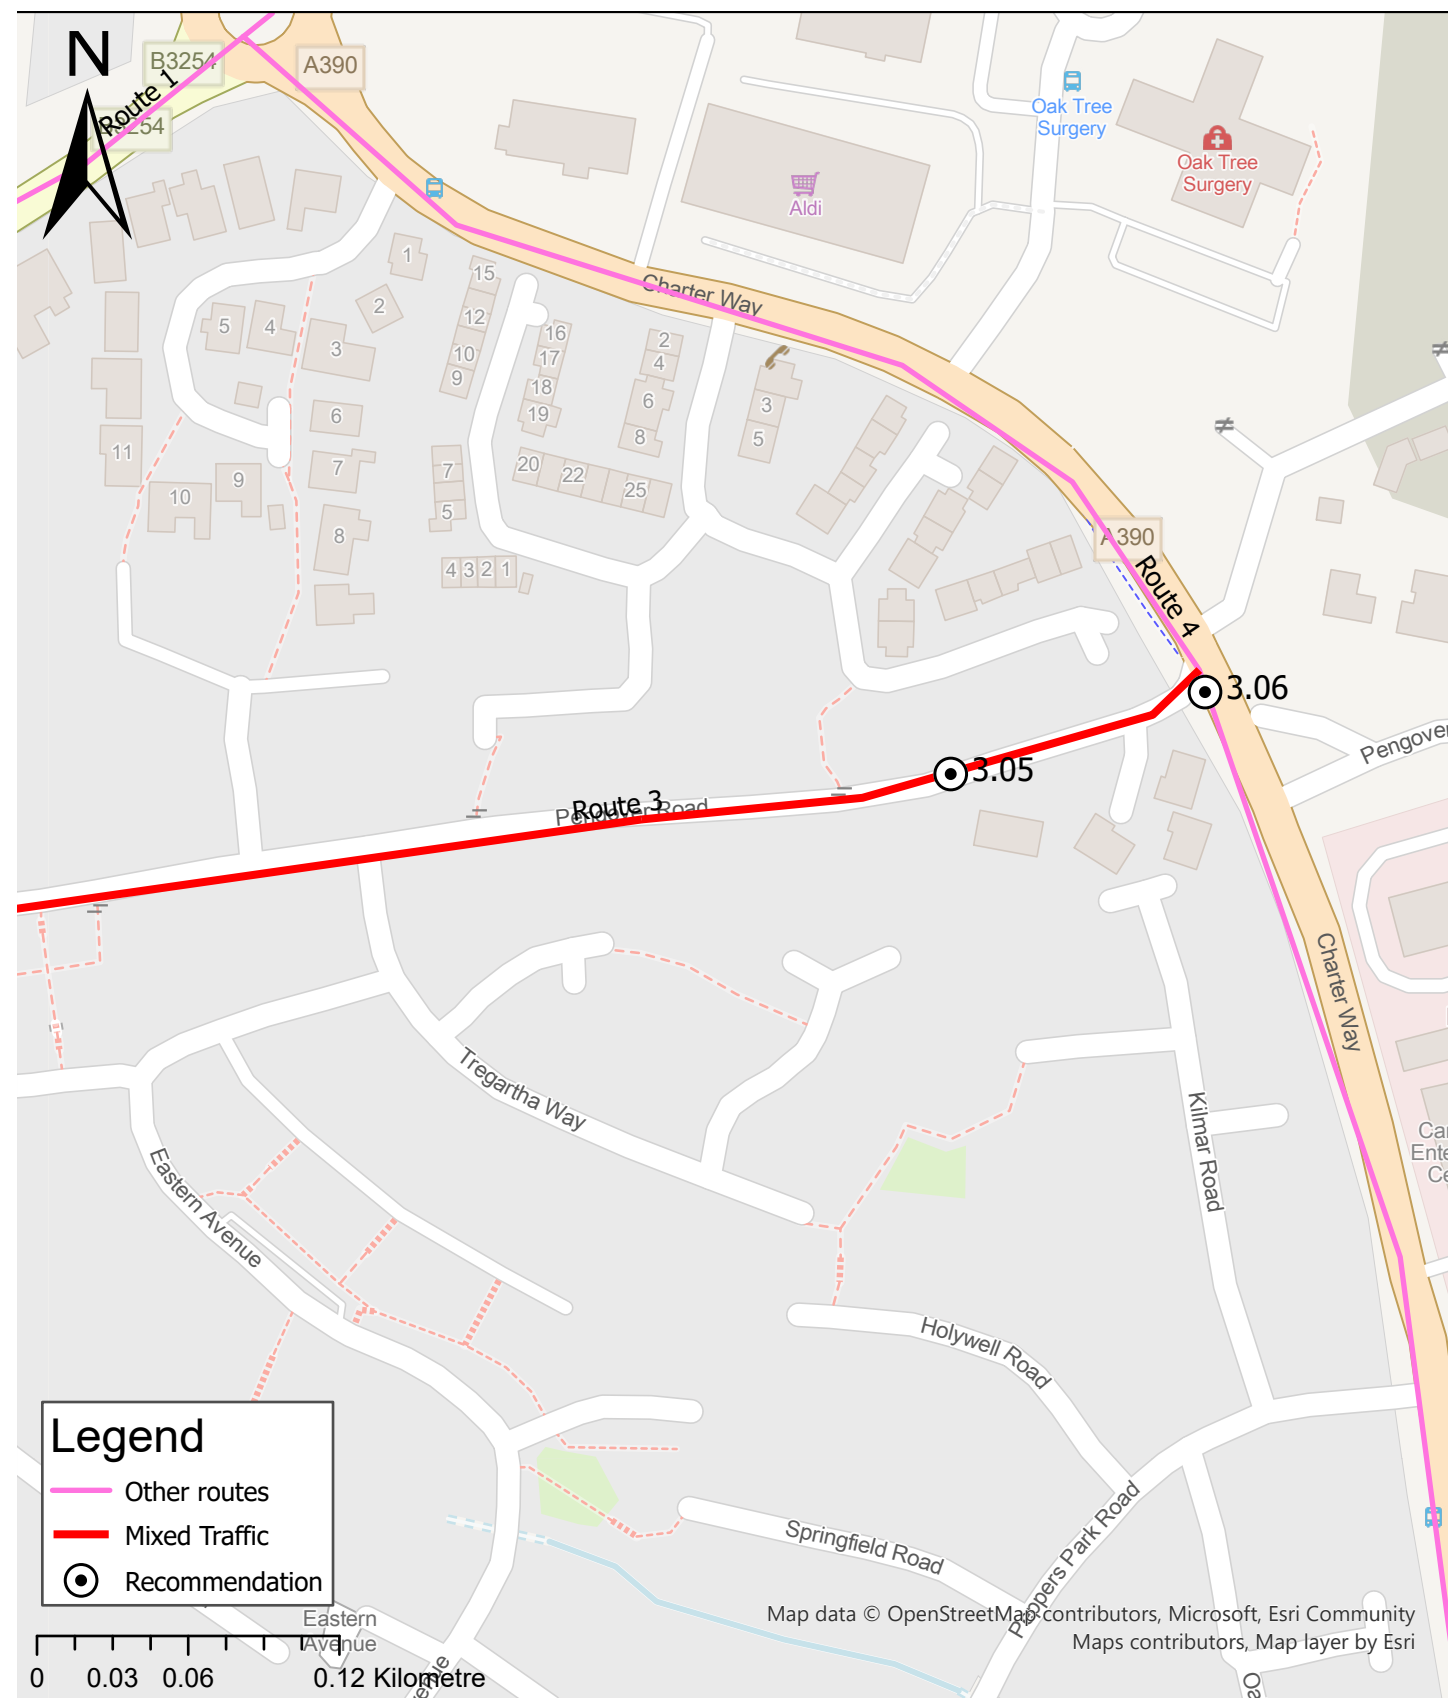 N
B3254
A390
Route 1
Oak Tree
Surgery
Oak Tree
Surgery
Aldi
Charter Way
1
2
15
12
10
9
5
4
3
6
7
8
11
10
9
16
17
18
19
2
4
6
8
3
5
20
22
25
7
5
4
3
2
1
A390
Route 4
3.06
3.05
Route 3
Pengover Road
Charter Way
Tregartha Way
Eastern Avenue
Kilmar Road
Holywell Road
Springfield Road
Pippers Park Road
Legend
Other routes
Mixed Traffic
Recommendation
Eastern
Avenue
Map data © OpenStreetMap contributors, Microsoft, Esri Community
Maps contributors, Map layer by Esri
0
0.03
0.06
0.12 Kilometre